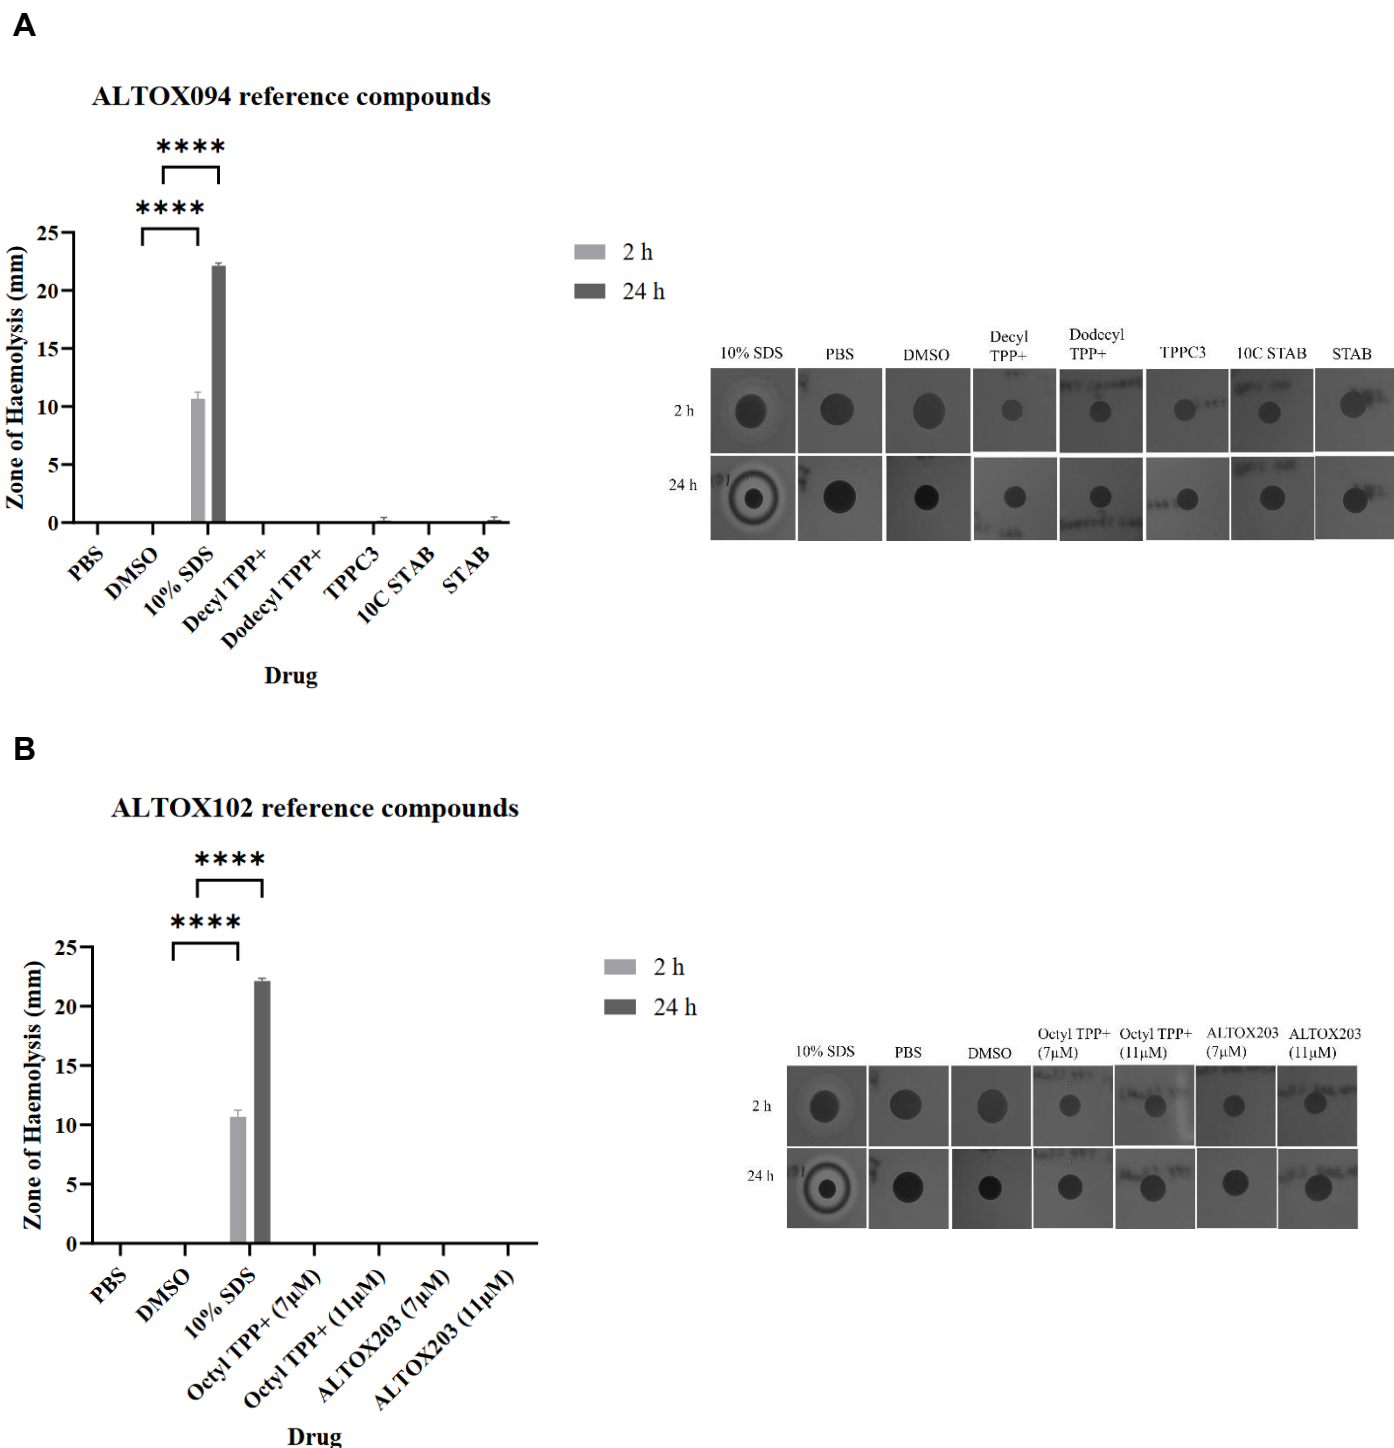 A
ALTOX094 reference compounds
****
****
25
20
15
10
5
0
Zone of Haemolysis (mm)
2 h
24 h
PBS
DMSO
10% SDS
Decyl TPP+
Dodecyl TPP+
TPPC3
10C STAB
STAB
Drug
10% SDS
PBS
DMSO
Decyl
TPP+
Dodecyl
TPP+
TPPC3
10C STAB
STAB
2 h
24 h
B
ALTOX102 reference compounds
****
****
25
20
15
10
5
0
Zone of Haemolysis (mm)
2 h
24 h
PBS
DMSO
10% SDS
Octyl TPP+ (7µM)
Octyl TPP+ (11µM)
ALTOX203 (7µM)
ALTOX203 (11µM)
Drug
10% SDS
PBS
DMSO
Octyl TPP+
(7µM)
Octyl TPP+
(11µM)
ALTOX203
(7µM)
ALTOX203
(11µM)
2 h
24 h